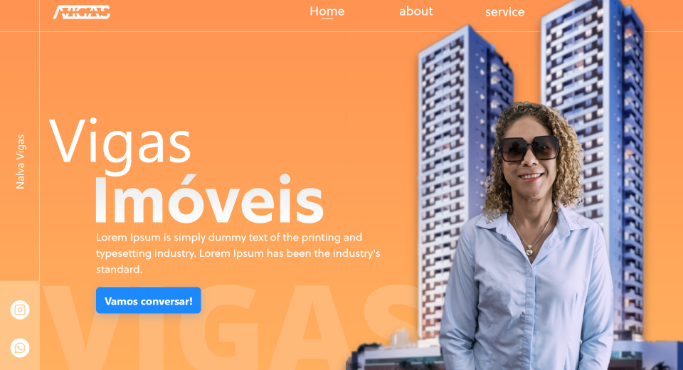 NVIGAS
Home
about
service
Nalva Vigas
Vigas
Imóveis
Lorem Ipsum is simply dummy text of the printing and
typesetting industry. Lorem Ipsum has been the industry's
standard.
Vamos conversar!
VIGAS